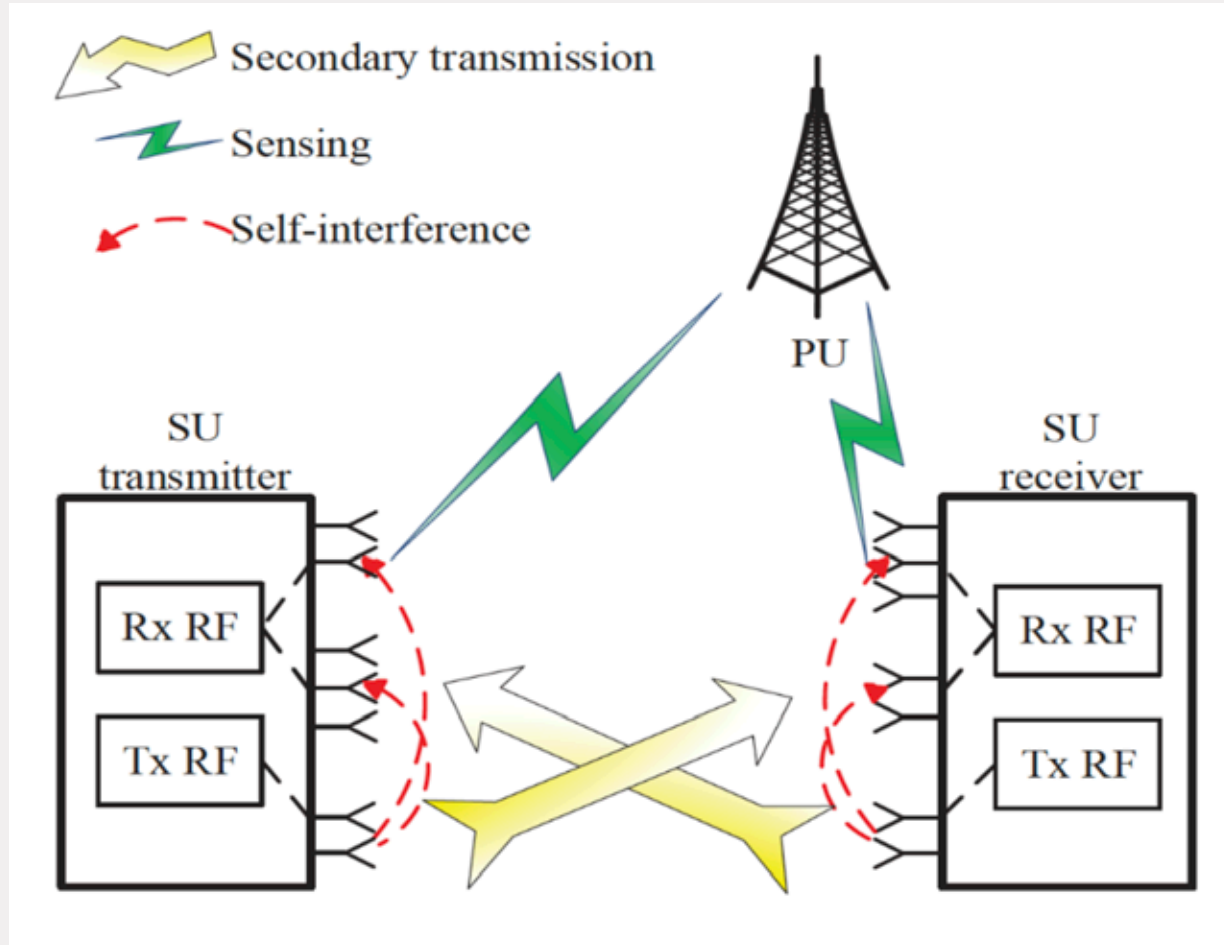 Secondary transmission
Sensing
Self-interference
PU
SU
transmitter
SU
receiver
Rx RF
Rx RF
Tx RF
Tx RF